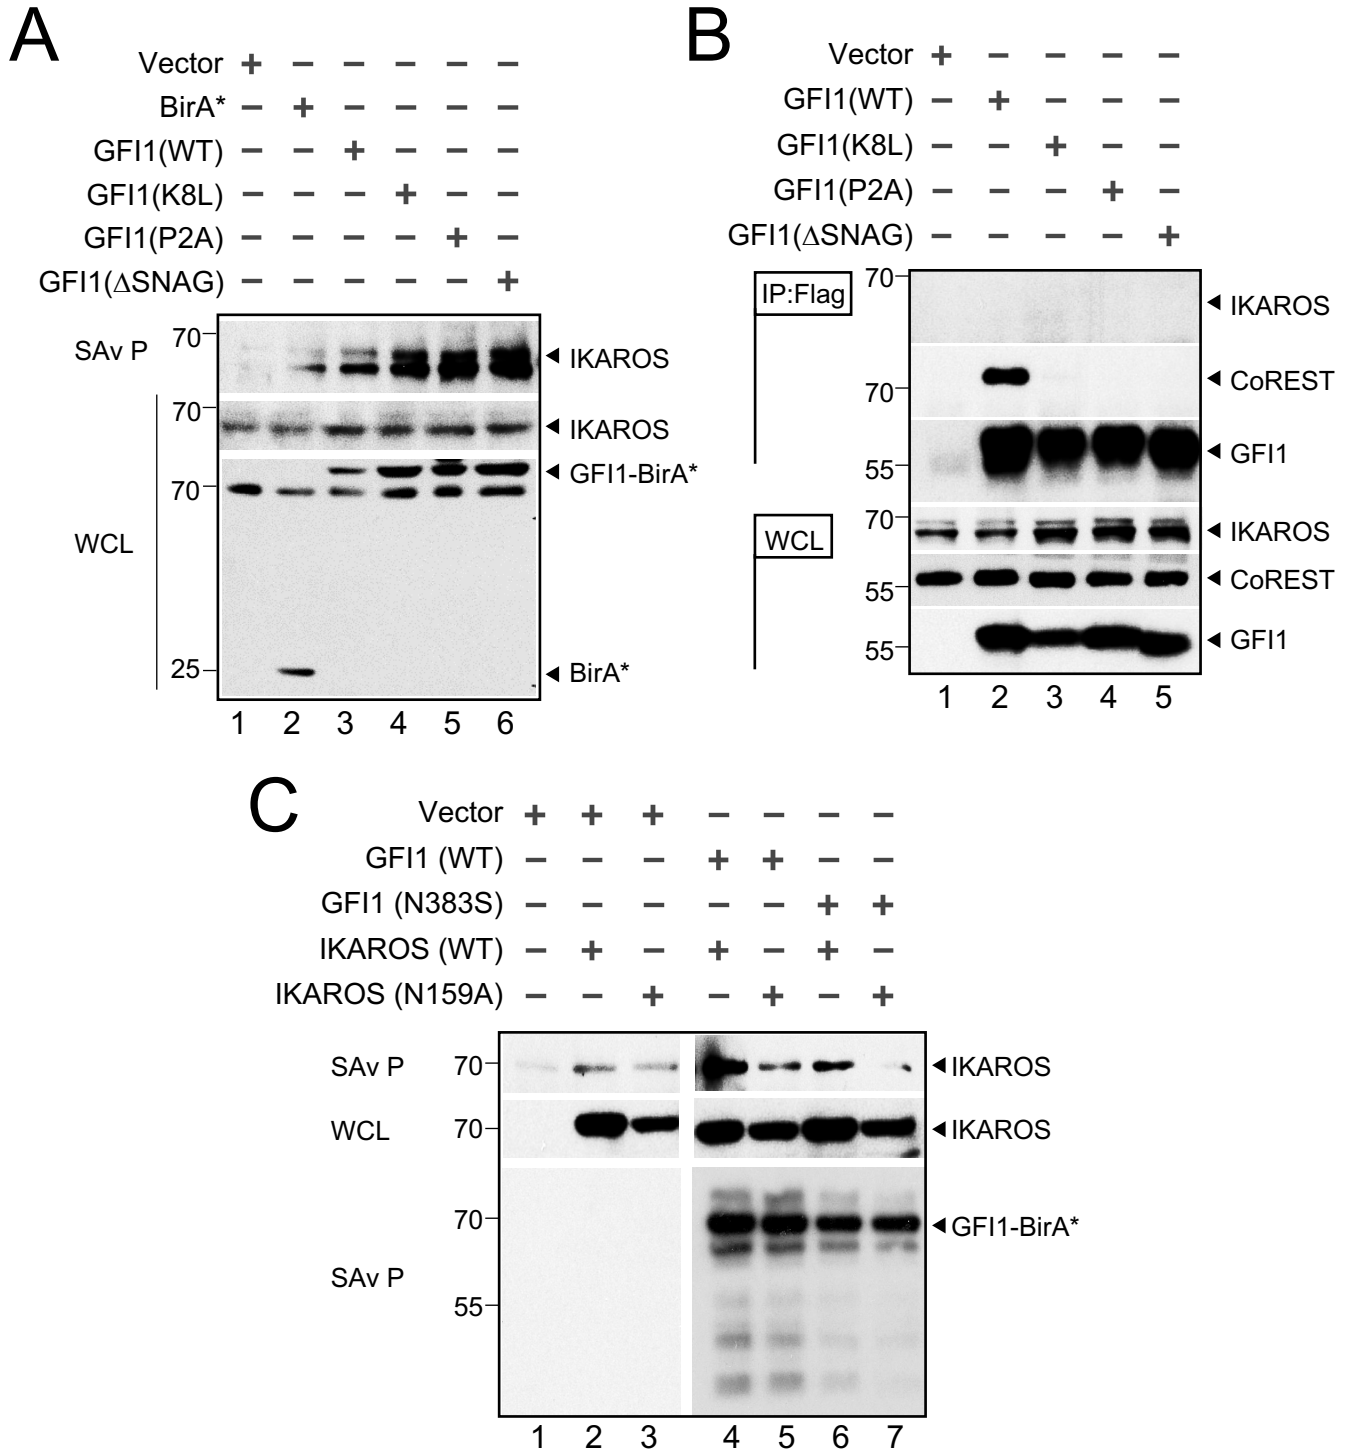 A
Vector + − − − − −
BirA* − + − − − −
GFI1(WT) − − + − − −
GFI1(K8L) − − − + − −
GFI1(P2A) − − − − + −
GFI1(ΔSNAG) − − − − − +
SAv P 70 ◄ IKAROS
70 ◄ IKAROS
◄ GFI1-BirA*
70
WCL
25 ◄ BirA*
1 2 3 4 5 6
B
Vector + − − − −
GFI1(WT) − + − − −
GFI1(K8L) − − + − −
GFI1(P2A) − − − + −
GFI1(ΔSNAG) − − − − +
IP:Flag 70 ◄ IKAROS
70 ◄ CoREST
55 ◄ GFI1
WCL 70 ◄ IKAROS
55 ◄ CoREST
55 ◄ GFI1
1 2 3 4 5
C
Vector + + + − − − −
GFI1 (WT) − − − + + − −
GFI1 (N383S) − − − − − + +
IKAROS (WT) − + − + − + −
IKAROS (N159A) − − + − + − +
SAv P 70 ◄ IKAROS
WCL 70 ◄ IKAROS
70 ◄ GFI1-BirA*
SAv P
55
1 2 3 4 5 6 7